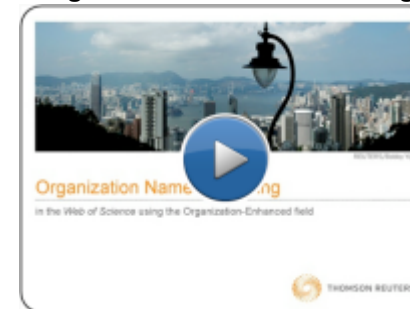 Organization Name
in the Web of Science using the Organization-Enhanced field
THOMSON REUTERS